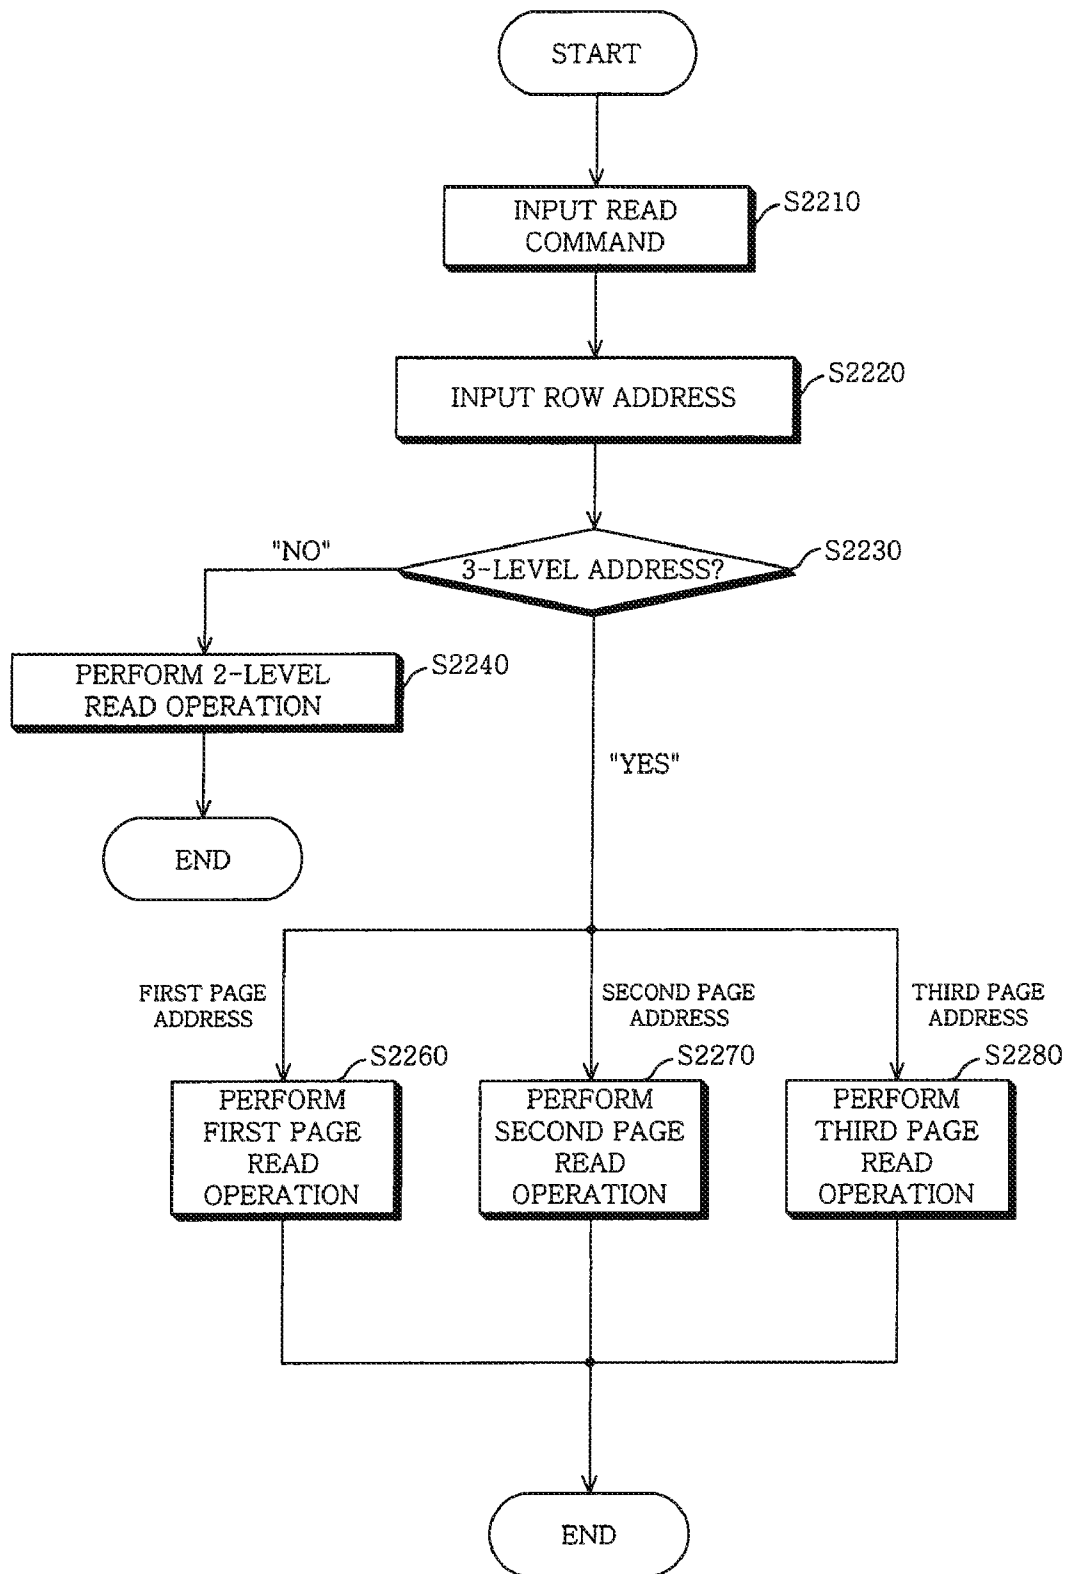 START
S2210
INPUT READ
COMMAND
S2220
INPUT ROW ADDRESS
S2230
"NO"
3-LEVEL ADDRESS?
S2240
PERFORM 2-LEVEL
READ OPERATION
"YES"
END
FIRST PAGE
ADDRESS
SECOND PAGE
ADDRESS
THIRD PAGE
ADDRESS
S2260
PERFORM
FIRST PAGE
READ
OPERATION
S2270
PERFORM
SECOND PAGE
READ
OPERATION
S2280
PERFORM
THIRD PAGE
READ
OPERATION
END